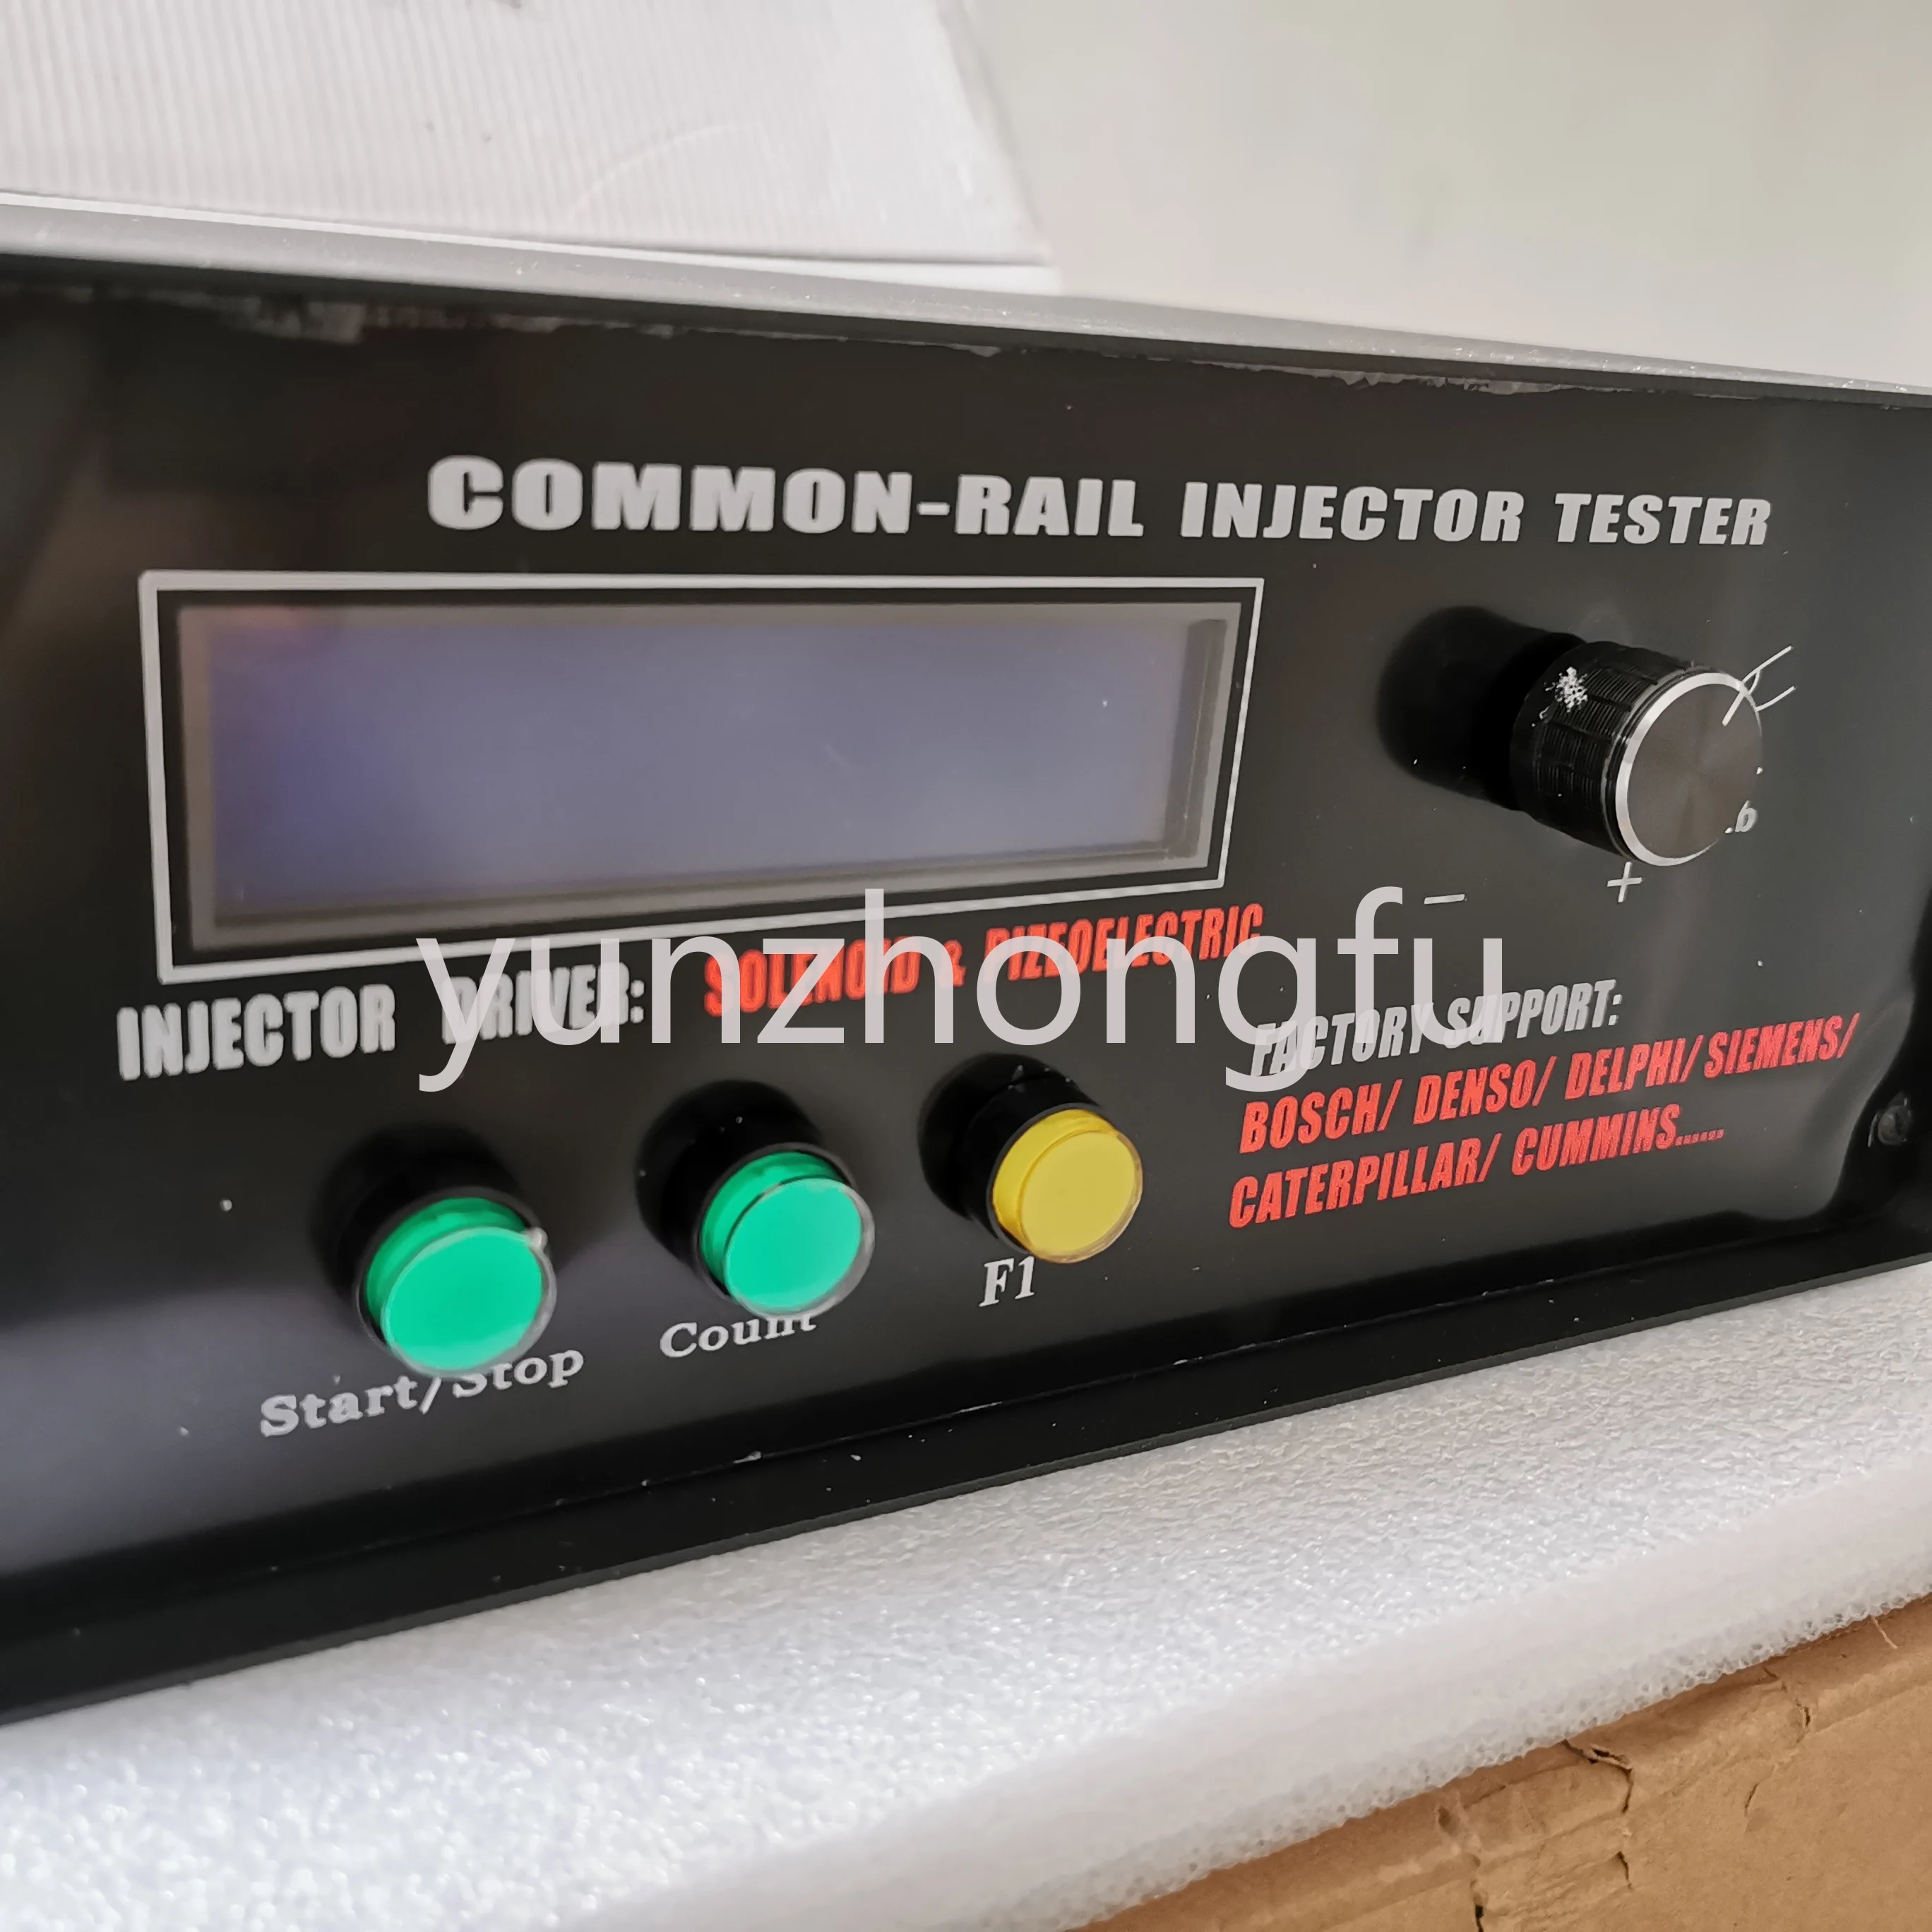 COMMON-RAIL INJECTOR TESTER
+
-
INJECTOR DRIVER: SOLENOID & PIZEOELECTRIC
yunzhongfu
FACTORY SUPPORT:
BOSCH/ DENSO/ DELPHI/ SIEMENS/
CATERPILLAR/ CUMMINS......
Start/Stop
Count
F1